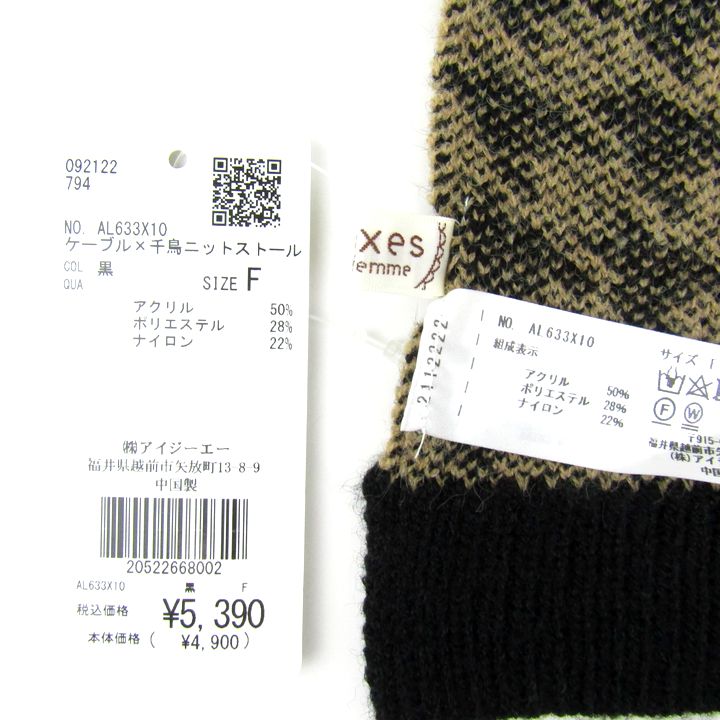 092122
794
NO. AL633X10
ケーブル×千鳥ニットストール
COL 黒
QUA SIZE F
アクリル 50%
ポリエステル 28%
ナイロン 22%
(株)アイジーエー
福井県越前市矢放町13-8-9
中国製
20522668002
AL633X10 黒 F
税込価格 ¥5,390
本体価格( ¥4,900)
xes
emme
2112222
NO. AL633X10
組成表示
サイズ
アクリル 50%
ポリエステル 28%
ナイロン 22%
F W
〒915-
福井県越前市矢
(株)アイ
中国